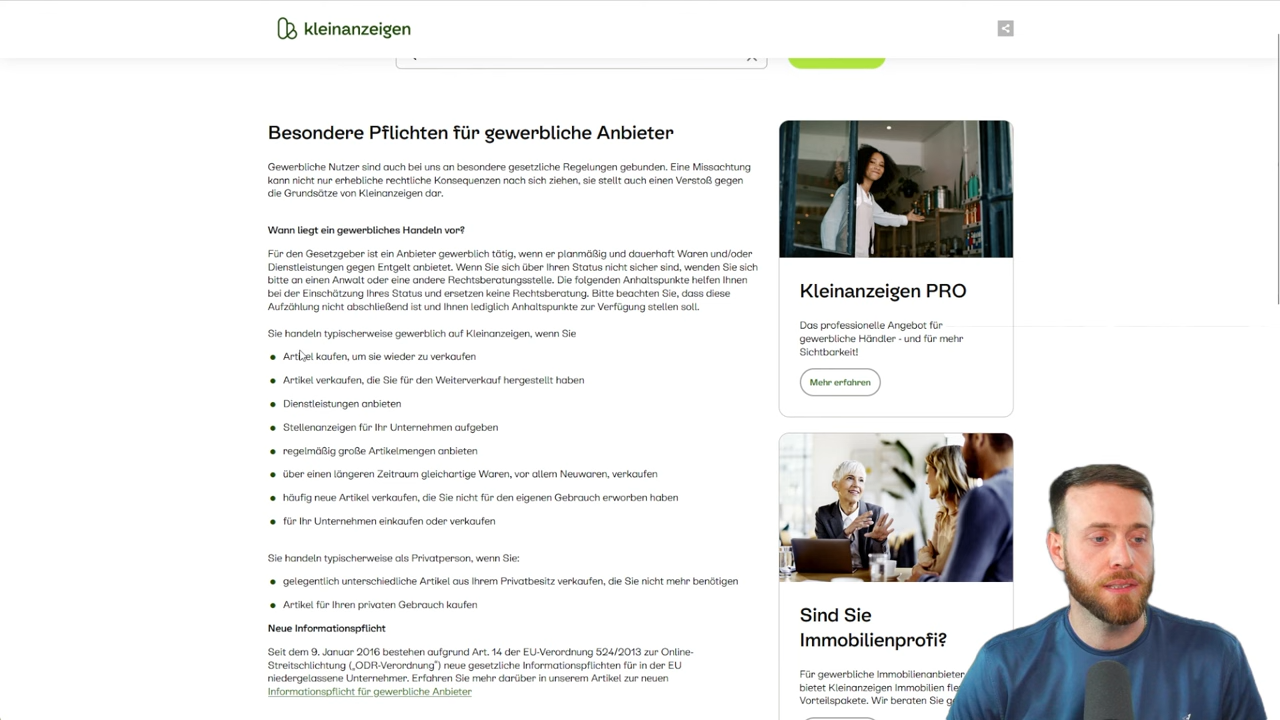 kleinanzeigen
Besondere Pflichten für gewerbliche Anbieter
Gewerbliche Nutzer sind auch bei uns an besondere gesetzliche Regelungen gebunden. Eine Missachtung
kann nicht nur erhebliche rechtliche Konsequenzen nach sich ziehen, sie stellt auch einen Verstoß gegen
die Grundsätze von Kleinanzeigen dar.
Wann liegt ein gewerbliches Handeln vor?
Für den Gesetzgeber ist ein Anbieter gewerblich tätig, wenn er planmäßig und dauerhaft Waren und/oder
Dienstleistungen gegen Entgelt anbietet. Wenn Sie sich über Ihren Status nicht sicher sind, wenden Sie sich
bitte an einen Anwalt oder eine andere Rechtsberatungsstelle. Die folgenden Anhaltspunkte helfen Ihnen
bei der Einschätzung Ihres Status und ersetzen keine Rechtsberatung. Bitte beachten Sie, dass diese
Aufzählung nicht abschließend ist und Ihnen lediglich Anhaltspunkte zur Verfügung stellen soll.
Sie handeln typischerweise gewerblich auf Kleinanzeigen, wenn Sie
Artikel kaufen, um sie wieder zu verkaufen
Artikel verkaufen, die Sie für den Weiterverkauf hergestellt haben
Dienstleistungen anbieten
Stellenanzeigen für Ihr Unternehmen aufgeben
regelmäßig große Artikelmengen anbieten
über einen längeren Zeitraum gleichartige Waren, vor allem Neuwaren, verkaufen
häufig neue Artikel verkaufen, die Sie nicht für den eigenen Gebrauch erworben haben
für Ihr Unternehmen einkaufen oder verkaufen
Sie handeln typischerweise als Privatperson, wenn Sie:
gelegentlich unterschiedliche Artikel aus Ihrem Privatbesitz verkaufen, die Sie nicht mehr benötigen
Artikel für Ihren privaten Gebrauch kaufen
Neue Informationspflicht
Seit dem 9. Januar 2016 bestehen aufgrund Art. 14 der EU-Verordnung 524/2013 zur Online-
Streitschlichtung („ODR-Verordnung") neue gesetzliche Informationspflichten für in der EU
niedergelassene Unternehmer. Erfahren Sie mehr darüber in unserem Artikel zur neuen
Informationspflicht für gewerbliche Anbieter
Kleinanzeigen PRO
Das professionelle Angebot für
gewerbliche Händler - und für mehr
Sichtbarkeit!
Mehr erfahren
Sind Sie
Immobilienprofi?
Für gewerbliche Immobilienanbieter
bietet Kleinanzeigen Immobilien
Vorteilspakete. Wir beraten Sie